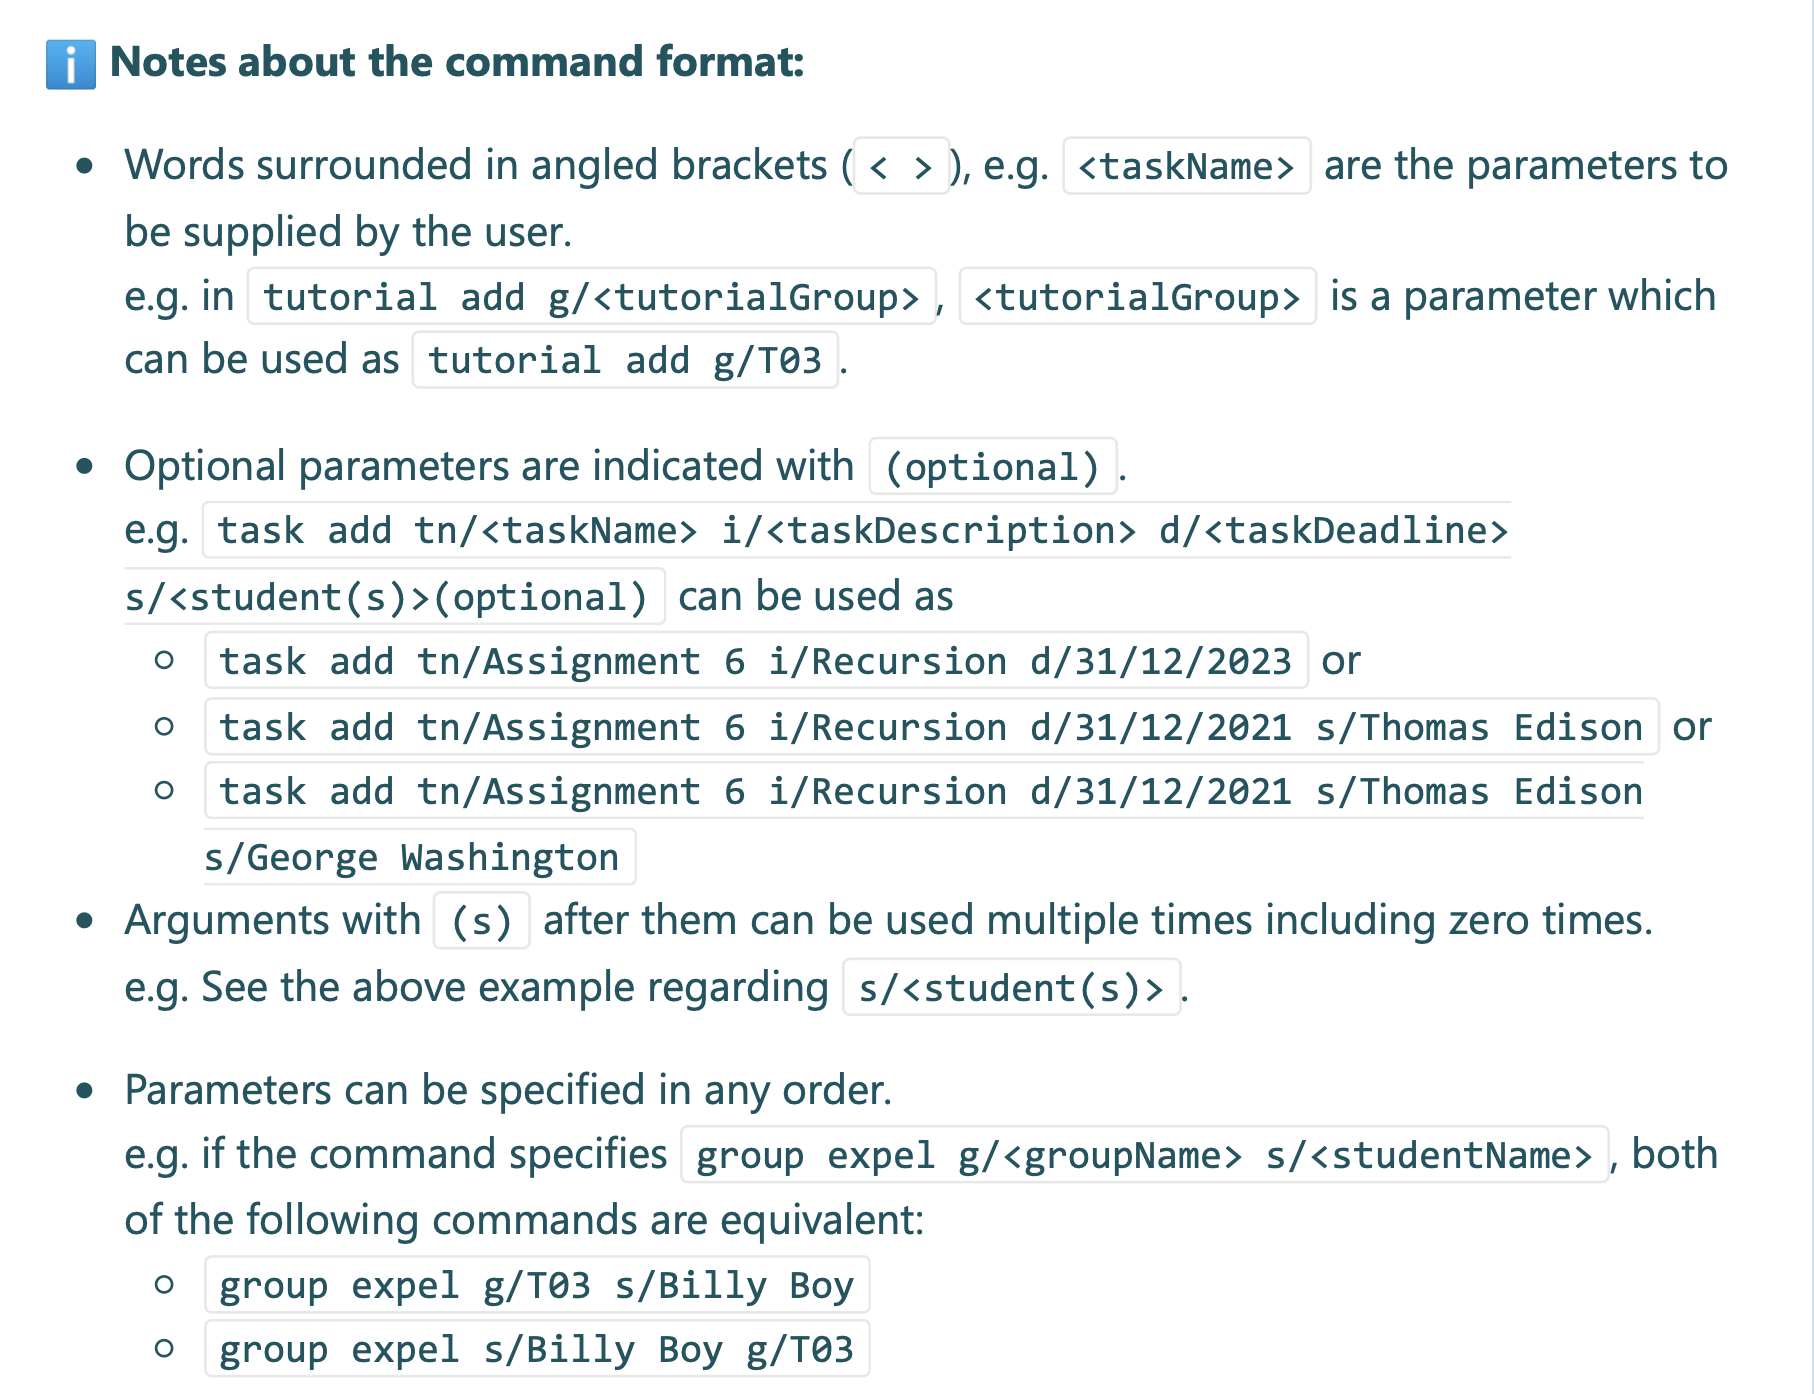 ℹ️ Notes about the command format:
• Words surrounded in angled brackets (< >), e.g. <taskName> are the parameters to
be supplied by the user.
e.g. in tutorial add g/<tutorialGroup>, <tutorialGroup> is a parameter which
can be used as tutorial add g/T03.
• Optional parameters are indicated with (optional).
e.g. task add tn/<taskName> i/<taskDescription> d/<taskDeadline>
s/<student(s)>(optional) can be used as
○ task add tn/Assignment 6 i/Recursion d/31/12/2023 or
○ task add tn/Assignment 6 i/Recursion d/31/12/2021 s/Thomas Edison or
○ task add tn/Assignment 6 i/Recursion d/31/12/2021 s/Thomas Edison
s/George Washington
• Arguments with (s) after them can be used multiple times including zero times.
e.g. See the above example regarding s/<student(s)>.
• Parameters can be specified in any order.
e.g. if the command specifies group expel g/<groupName> s/<studentName>, both
of the following commands are equivalent:
○ group expel g/T03 s/Billy Boy
○ group expel s/Billy Boy g/T03